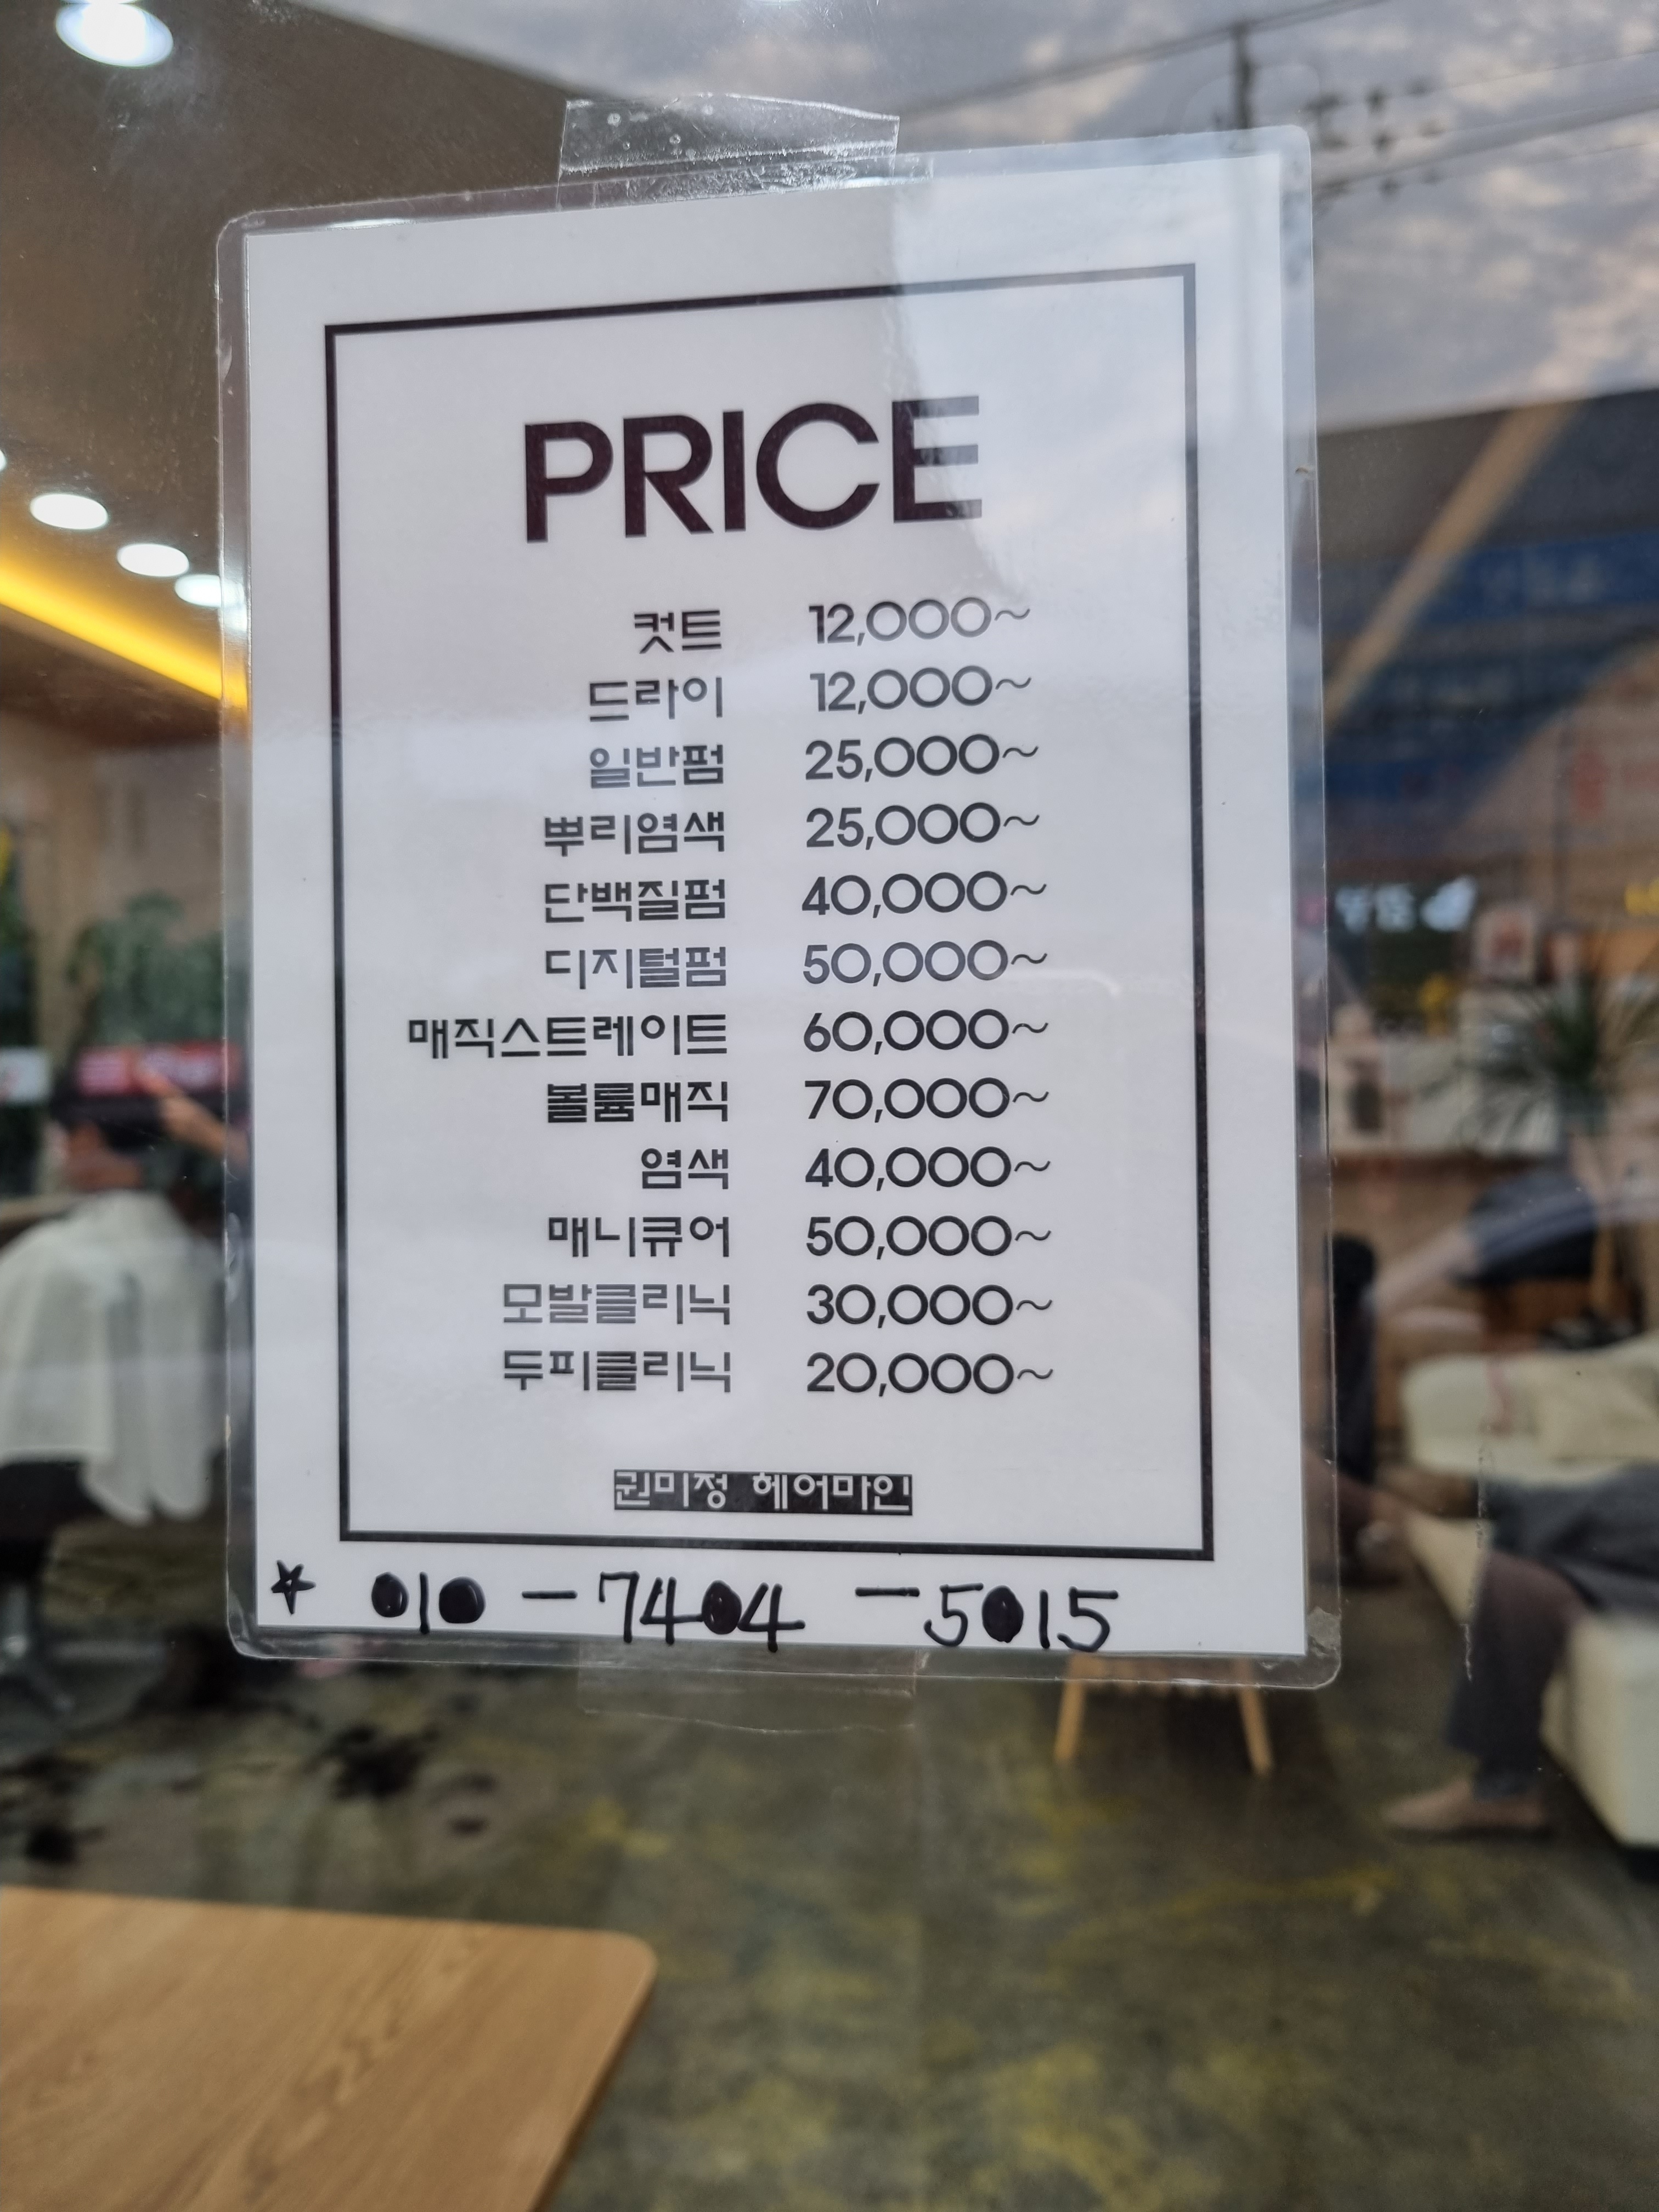 PRICE
컷트 12,000~
드라이 12,000~
일반펌 25,000~
뿌리염색 25,000~
단백질펌 40,000~
디지털펌 50,000~
매직스트레이트 60,000~
볼륨매직 70,000~
염색 40,000~
매니큐어 50,000~
모발클리닉 30,000~
두피클리닉 20,000~
권미정 헤어마인
☆ 010 - 7404 - 5015